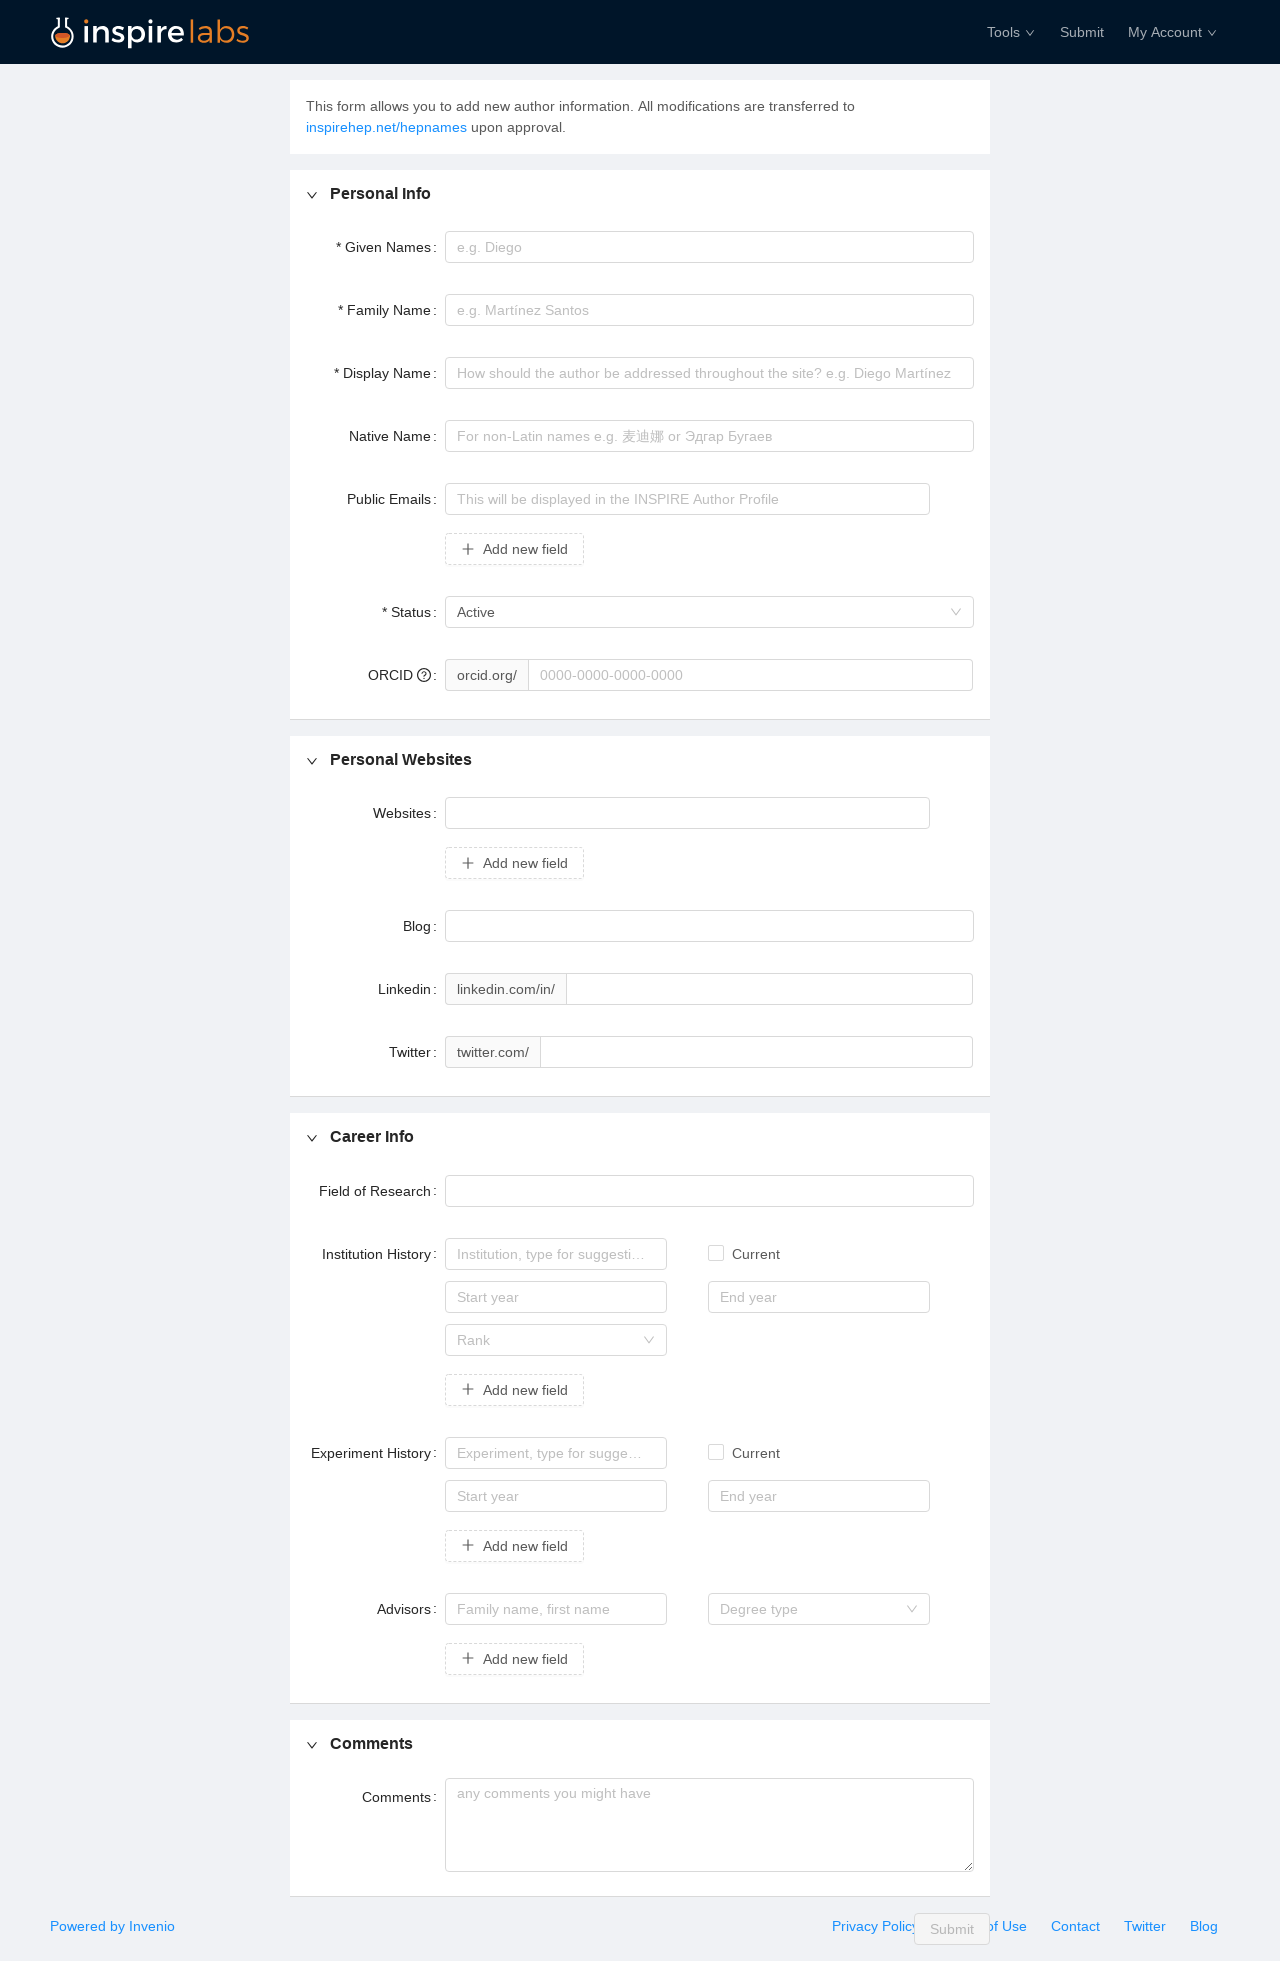 inspire labs
Tools Submit My Account
This form allows you to add new author information. All modifications are transferred to
inspirehep.net/hepnames upon approval.
Personal Info
* Given Names: e.g. Diego
* Family Name: e.g. Martínez Santos
* Display Name: How should the author be addressed throughout the site? e.g. Diego Martínez
Native Name: For non-Latin names e.g. 麦迪娜 or Эдгар Бугаев
Public Emails: This will be displayed in the INSPIRE Author Profile
Add new field
* Status: Active
ORCID : orcid.org/ 0000-0000-0000-0000
Personal Websites
Websites:
Add new field
Blog:
Linkedin: linkedin.com/in/
Twitter: twitter.com/
Career Info
Field of Research:
Institution History: Institution, type for suggesti… Current
Start year End year
Rank
Add new field
Experiment History: Experiment, type for sugge… Current
Start year End year
Add new field
Advisors: Family name, first name Degree type
Add new field
Comments
Comments: any comments you might have
Powered by Invenio Privacy Policy Submit of Use Contact Twitter Blog